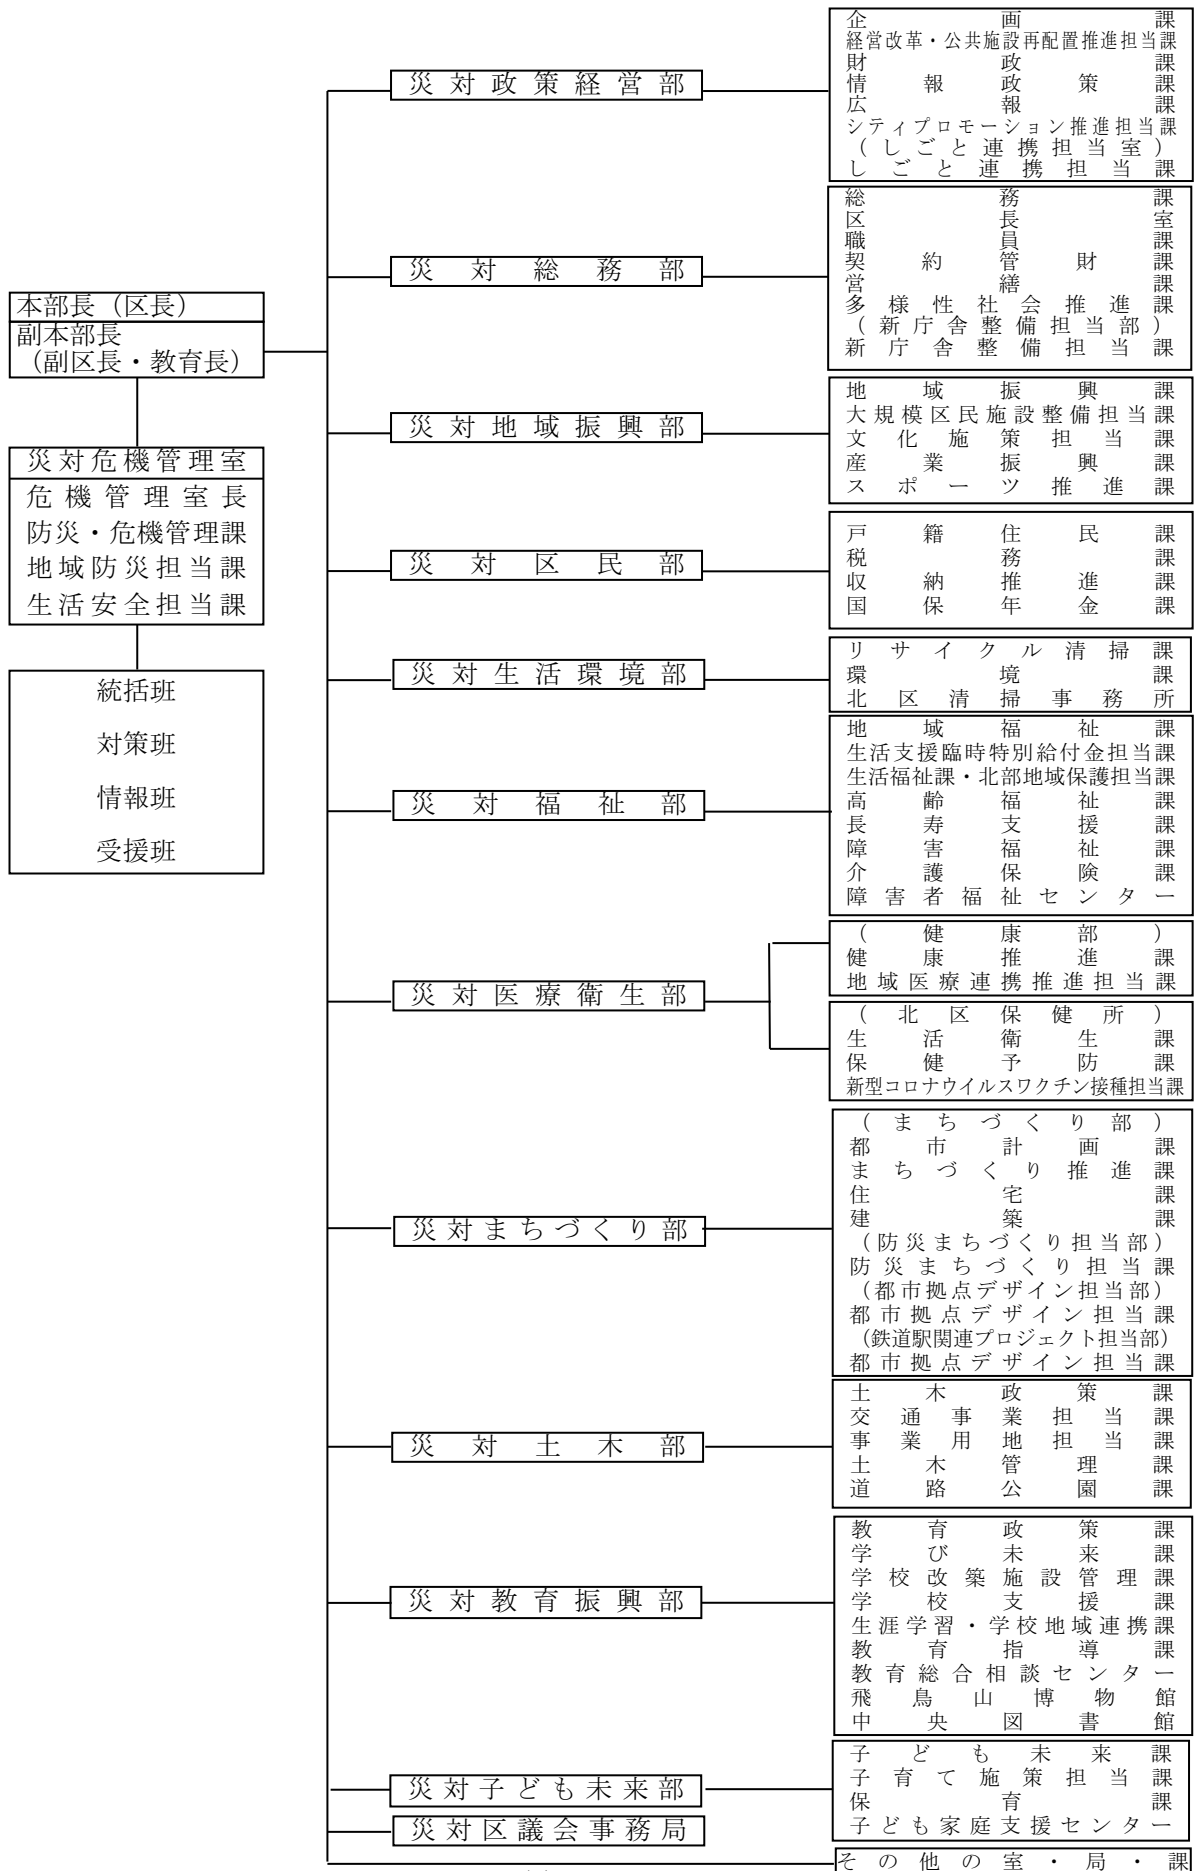 本部長（区長）
副本部長
（副区長・教育長）
災対危機管理室
危機管理室長
防災・危機管理課
地域防災担当課
生活安全担当課
統括班
対策班
情報班
受援班
災対政策経営部
企画課
経営改革・公共施設再配置推進担当課
財政課
情報政策課
広報課
シティプロモーション推進担当課
（しごと連携担当室）
しごと連携担当課
災対総務部
総務課
区長室
職員課
契約管財課
営繕課
多様性社会推進課
（新庁舎整備担当部）
新庁舎整備担当課
災対地域振興部
地域振興課
大規模区民施設整備担当課
文化施策担当課
産業振興課
スポーツ推進課
災対区民部
戸籍住民課
税務課
収納推進課
国保年金課
災対生活環境部
リサイクル清掃課
環境課
北区清掃事務所
災対福祉部
地域福祉課
生活支援臨時特別給付金担当課
生活福祉課・北部地域保護担当課
高齢福祉課
長寿支援課
障害福祉課
介護保険課
障害者福祉センター
災対医療衛生部
（健康部）
健康推進課
地域医療連携推進担当課
（北区保健所）
生活衛生課
保健予防課
新型コロナウイルスワクチン接種担当課
災対まちづくり部
（まちづくり部）
都市計画課
まちづくり推進課
住宅課
建築課
（防災まちづくり担当部）
防災まちづくり担当課
（都市拠点デザイン担当部）
都市拠点デザイン担当課
（鉄道駅関連プロジェクト担当部）
都市拠点デザイン担当課
災対土木部
土木政策課
交通事業担当課
事業用地担当課
土木管理課
道路公園課
災対教育振興部
教育政策課
学び未来課
学校改築施設管理課
学校支援課
生涯学習・学校地域連携課
教育指導課
教育総合相談センター
飛鳥山博物館
中央図書館
災対子ども未来部
子ども未来課
子育て施策担当課
保育課
子ども家庭支援センター
災対区議会事務局
その他の室・局・課